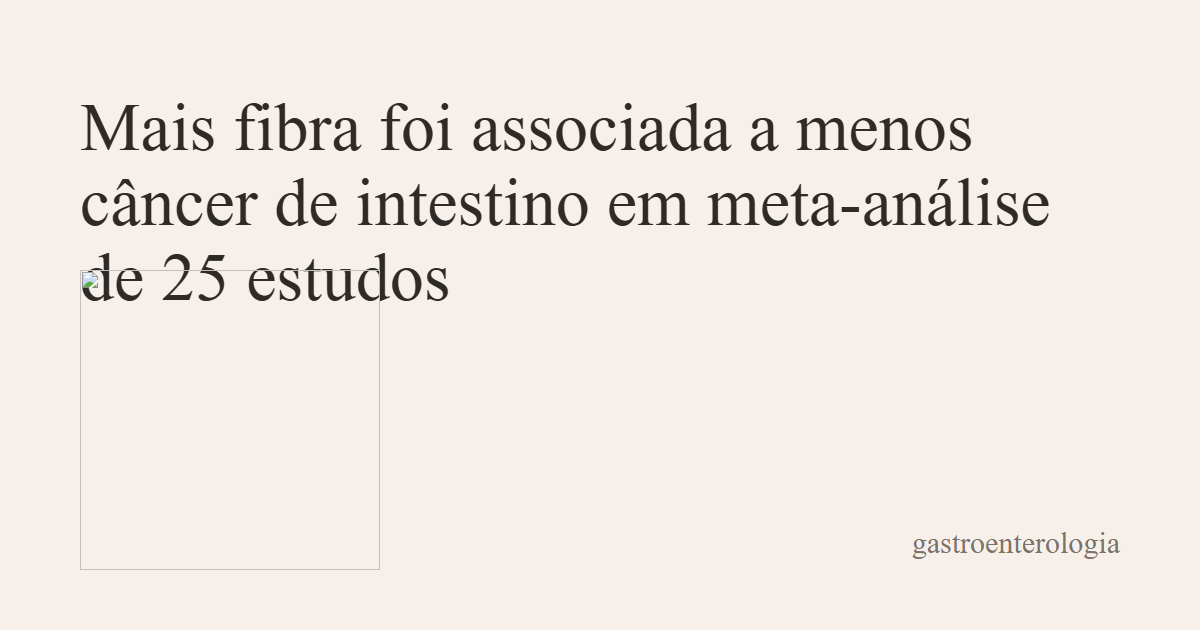 Mais fibra foi associada a menos
câncer de intestino em meta-análise
de 25 estudos
gastroenterologia